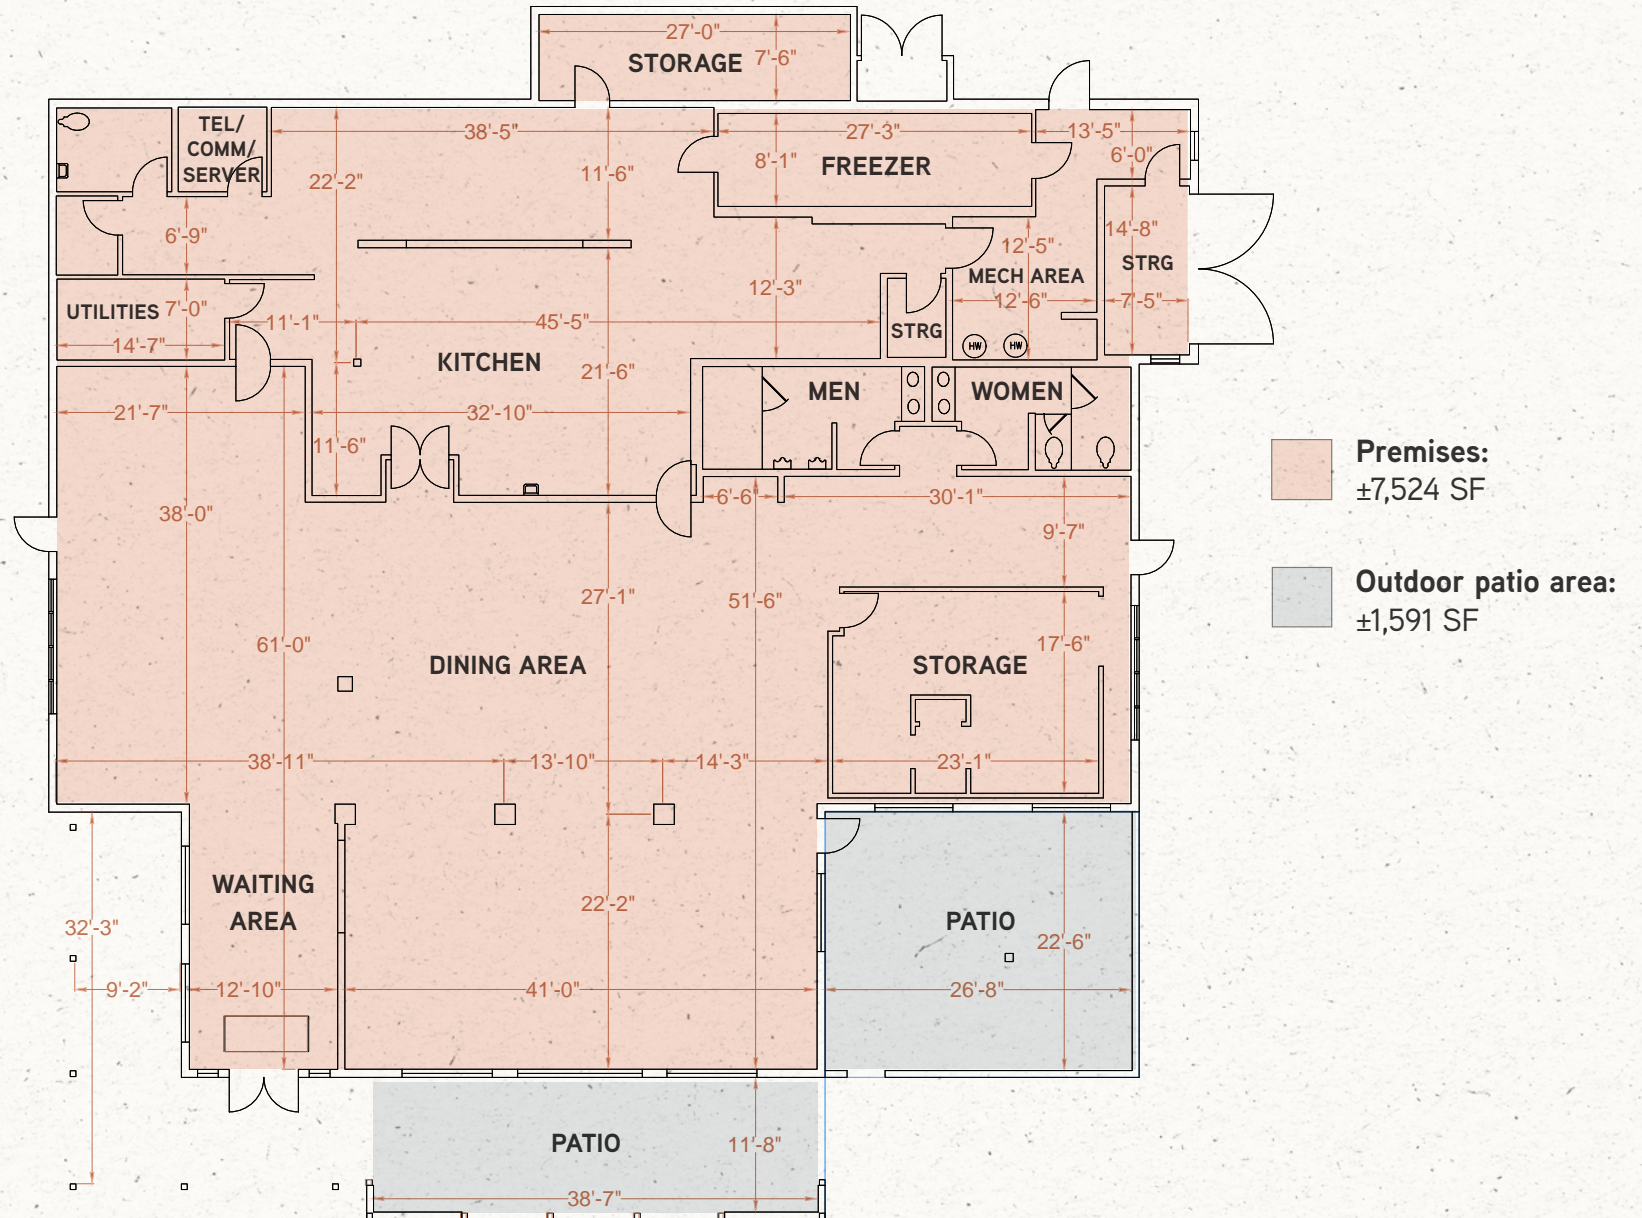 27'-0"
STORAGE
7'-6"
TEL/
COMM/
SERVER
38'-5"
27'-3"
13'-5"
8'-1"
FREEZER
6'-0"
22'-2"
11'-6"
6'-9"
14'-8"
12'-5"
STRG
MECH AREA
12'-3"
12'-6"
7'-5"
UTILITIES
7'-0"
11'-1"
45'-5"
STRG
14'-7"
HW
HW
KITCHEN
21'-6"
MEN
WOMEN
21'-7"
32'-10"
11'-6"
Premises:
±7,524 SF
6'-6"
30'-1"
38'-0"
9'-7"
27'-1"
51'-6"
Outdoor patio area:
±1,591 SF
61'-0"
17'-6"
DINING AREA
STORAGE
38'-11"
13'-10"
14'-3"
23'-1"
WAITING
AREA
22'-2"
PATIO
32'-3"
22'-6"
9'-2"
12'-10"
41'-0"
26'-8"
PATIO
11'-8"
38'-7"